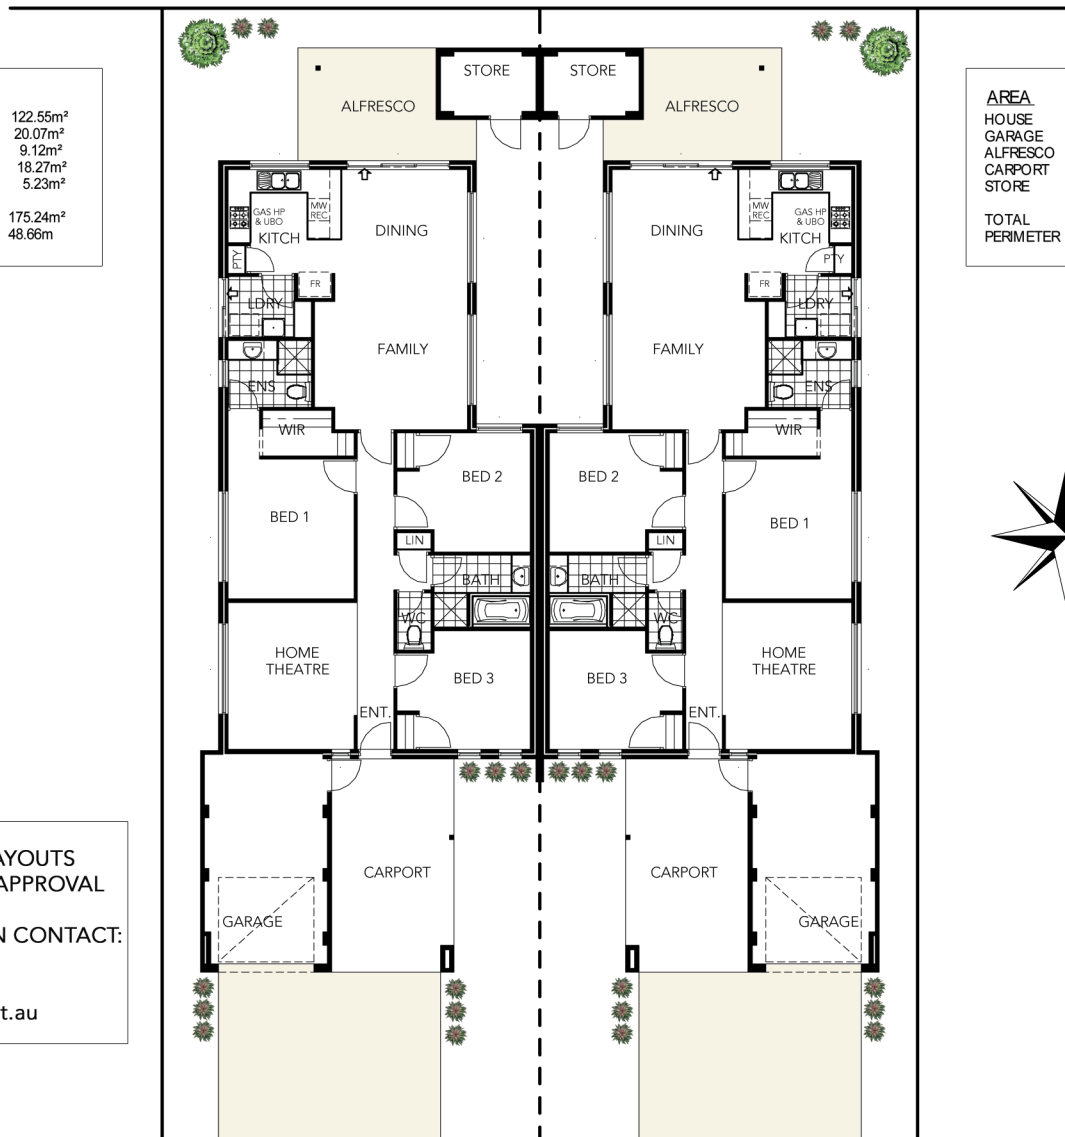 STORE
STORE
ALFRESCO
ALFRESCO
122.55m²
20.07m²
9.12m²
18.27m²
5.23m²
175.24m²
48.66m
AREA
HOUSE
GARAGE
ALFRESCO
CARPORT
STORE
TOTAL
PERIMETER
MW
REC
GAS HP
& UBO
KITCH
DINING
PTY
FR
LDRY
FAMILY
ENS
WIR
BED 1
BED 2
LIN
BATH
WC
HOME
THEATRE
BED 3
ENT.
CARPORT
GARAGE
DINING
MW
REC
GAS HP
& UBO
KITCH
PTY
FR
LDRY
FAMILY
ENS
WIR
BED 2
BED 1
LIN
BATH
WC
HOME
THEATRE
BED 3
ENT.
CARPORT
GARAGE
AYOUTS
APPROVAL
N CONTACT:
t.au